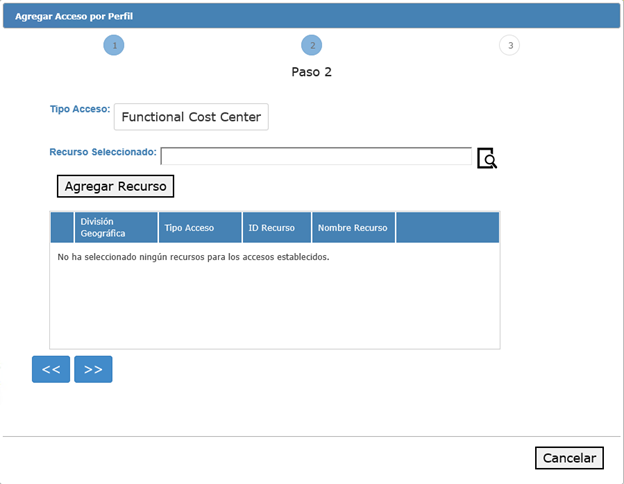 Agregar Acceso por Perfil
1 2 3
Paso 2
Tipo Acceso: Functional Cost Center
Recurso Seleccionado:
Agregar Recurso
División Geográfica Tipo Acceso ID Recurso Nombre Recurso
No ha seleccionado ningún recursos para los accesos establecidos.
<< >>
Cancelar